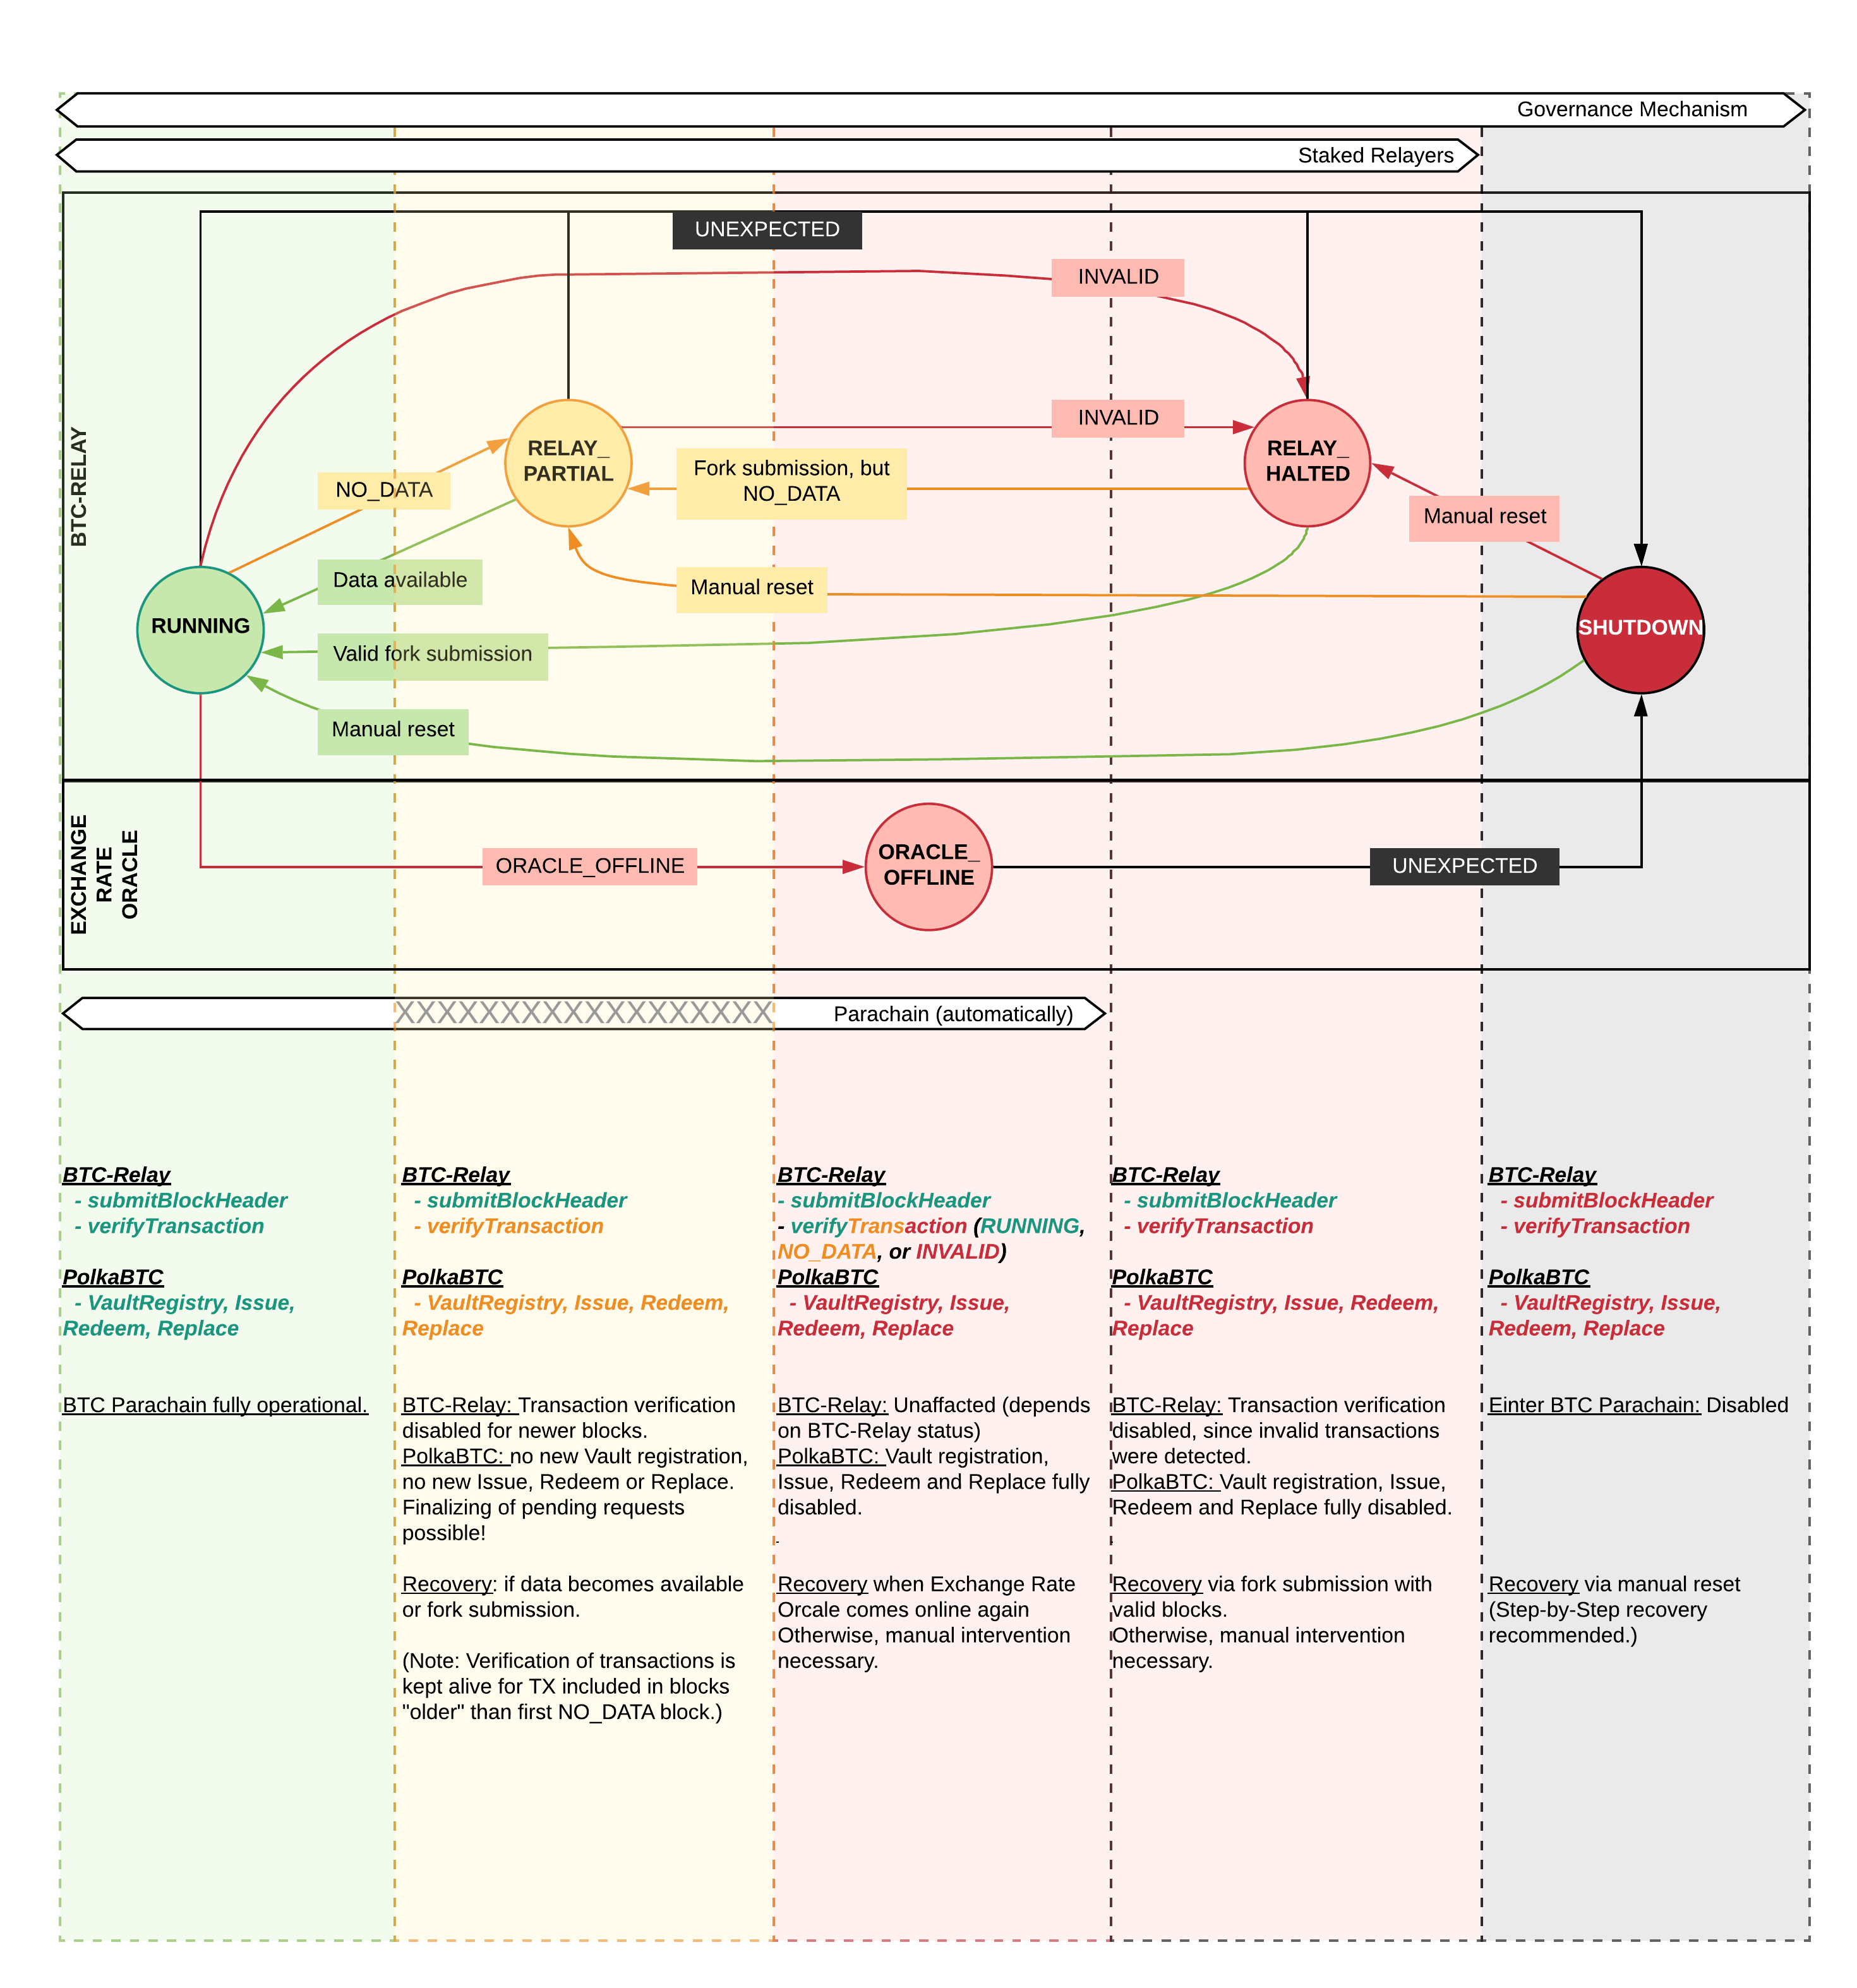 Governance Mechanism
Staked Relayers
UNEXPECTED
INVALID
INVALID
BTC-RELAY
RELAY_
PARTIAL
RELAY_
HALTED
Fork submission, but
NO_DATA
NO_DATA
Manual reset
Data available
Manual reset
RUNNING
SHUTDOWN
Valid fork submission
Manual reset
EXCHANGE
RATE
ORACLE
ORACLE_OFFLINE
ORACLE_
OFFLINE
UNEXPECTED
XXXXXXXXXXXXXXXXXX
Parachain (automatically)
BTC-Relay
- submitBlockHeader
- verifyTransaction
PolkaBTC
- VaultRegistry, Issue,
Redeem, Replace
BTC Parachain fully operational.
BTC-Relay
- submitBlockHeader
- verifyTransaction
PolkaBTC
- VaultRegistry, Issue, Redeem,
Replace
BTC-Relay: Transaction verification
disabled for newer blocks.
PolkaBTC: no new Vault registration,
no new Issue, Redeem or Replace.
Finalizing of pending requests
possible!
Recovery: if data becomes available
or fork submission.
(Note: Verification of transactions is
kept alive for TX included in blocks
"older" than first NO_DATA block.)
BTC-Relay
- submitBlockHeader
- verifyTransaction (RUNNING,
NO_DATA, or INVALID)
PolkaBTC
- VaultRegistry, Issue,
Redeem, Replace
BTC-Relay: Unaffacted (depends
on BTC-Relay status)
PolkaBTC: Vault registration,
Issue, Redeem and Replace fully
disabled.
.
Recovery when Exchange Rate
Orcale comes online again
Otherwise, manual intervention
necessary.
BTC-Relay
- submitBlockHeader
- verifyTransaction
PolkaBTC
- VaultRegistry, Issue, Redeem,
Replace
BTC-Relay: Transaction verification
disabled, since invalid transactions
were detected.
PolkaBTC: Vault registration, Issue,
Redeem and Replace fully disabled.
.
Recovery via fork submission with
valid blocks.
Otherwise, manual intervention
necessary.
BTC-Relay
- submitBlockHeader
- verifyTransaction
PolkaBTC
- VaultRegistry, Issue,
Redeem, Replace
Einter BTC Parachain: Disabled
Recovery via manual reset
(Step-by-Step recovery
recommended.)